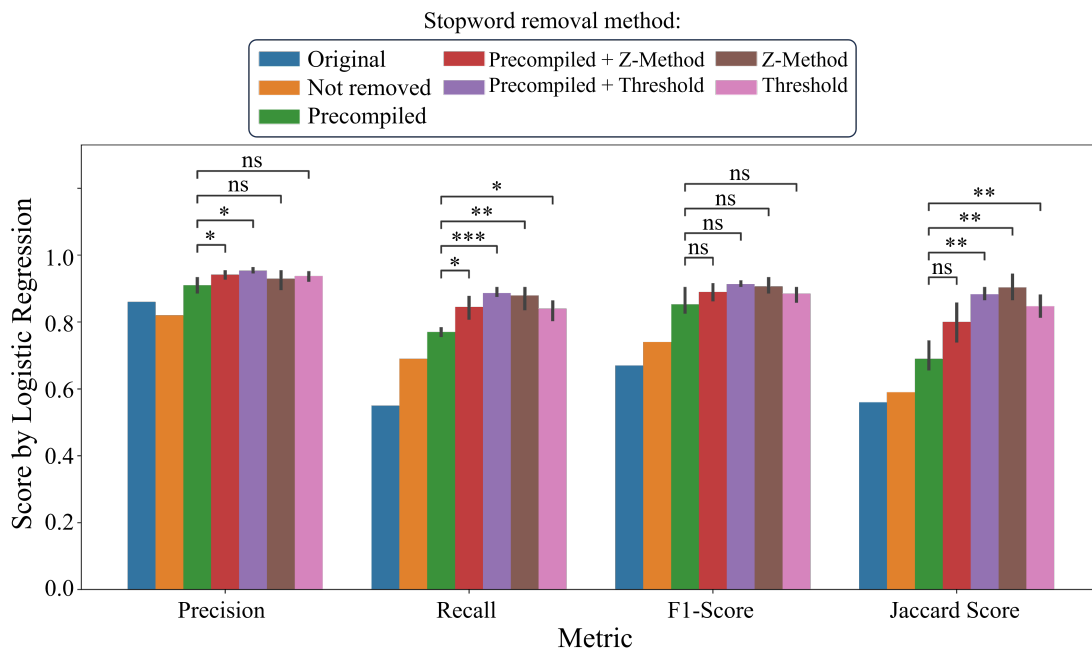 Stopword removal method:
Original
Not removed
Precompiled
Precompiled + Z-Method
Precompiled + Threshold
Z-Method
Threshold
Score by Logistic Regression
1.0
0.8
0.6
0.4
0.2
0.0
ns
ns
*
*
*
**
***
*
ns
ns
ns
ns
**
**
**
ns
Precision
Recall
F1-Score
Jaccard Score
Metric